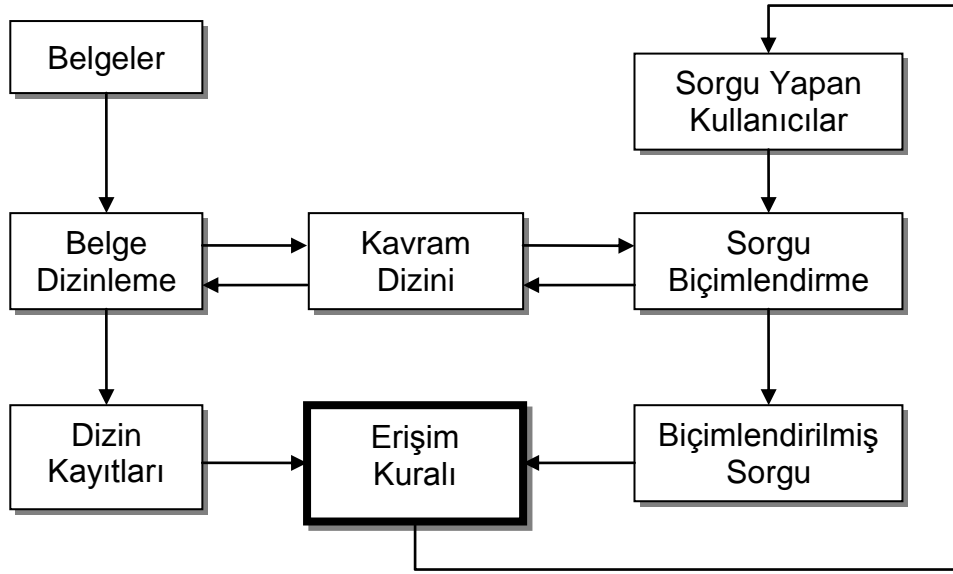 Belgeler
Sorgu Yapan
Kullanıcılar
Belge
Dizinleme
Kavram
Dizini
Sorgu
Biçimlendirme
Dizin
Kayıtları
Erişim
Kuralı
Biçimlendirilmiş
Sorgu